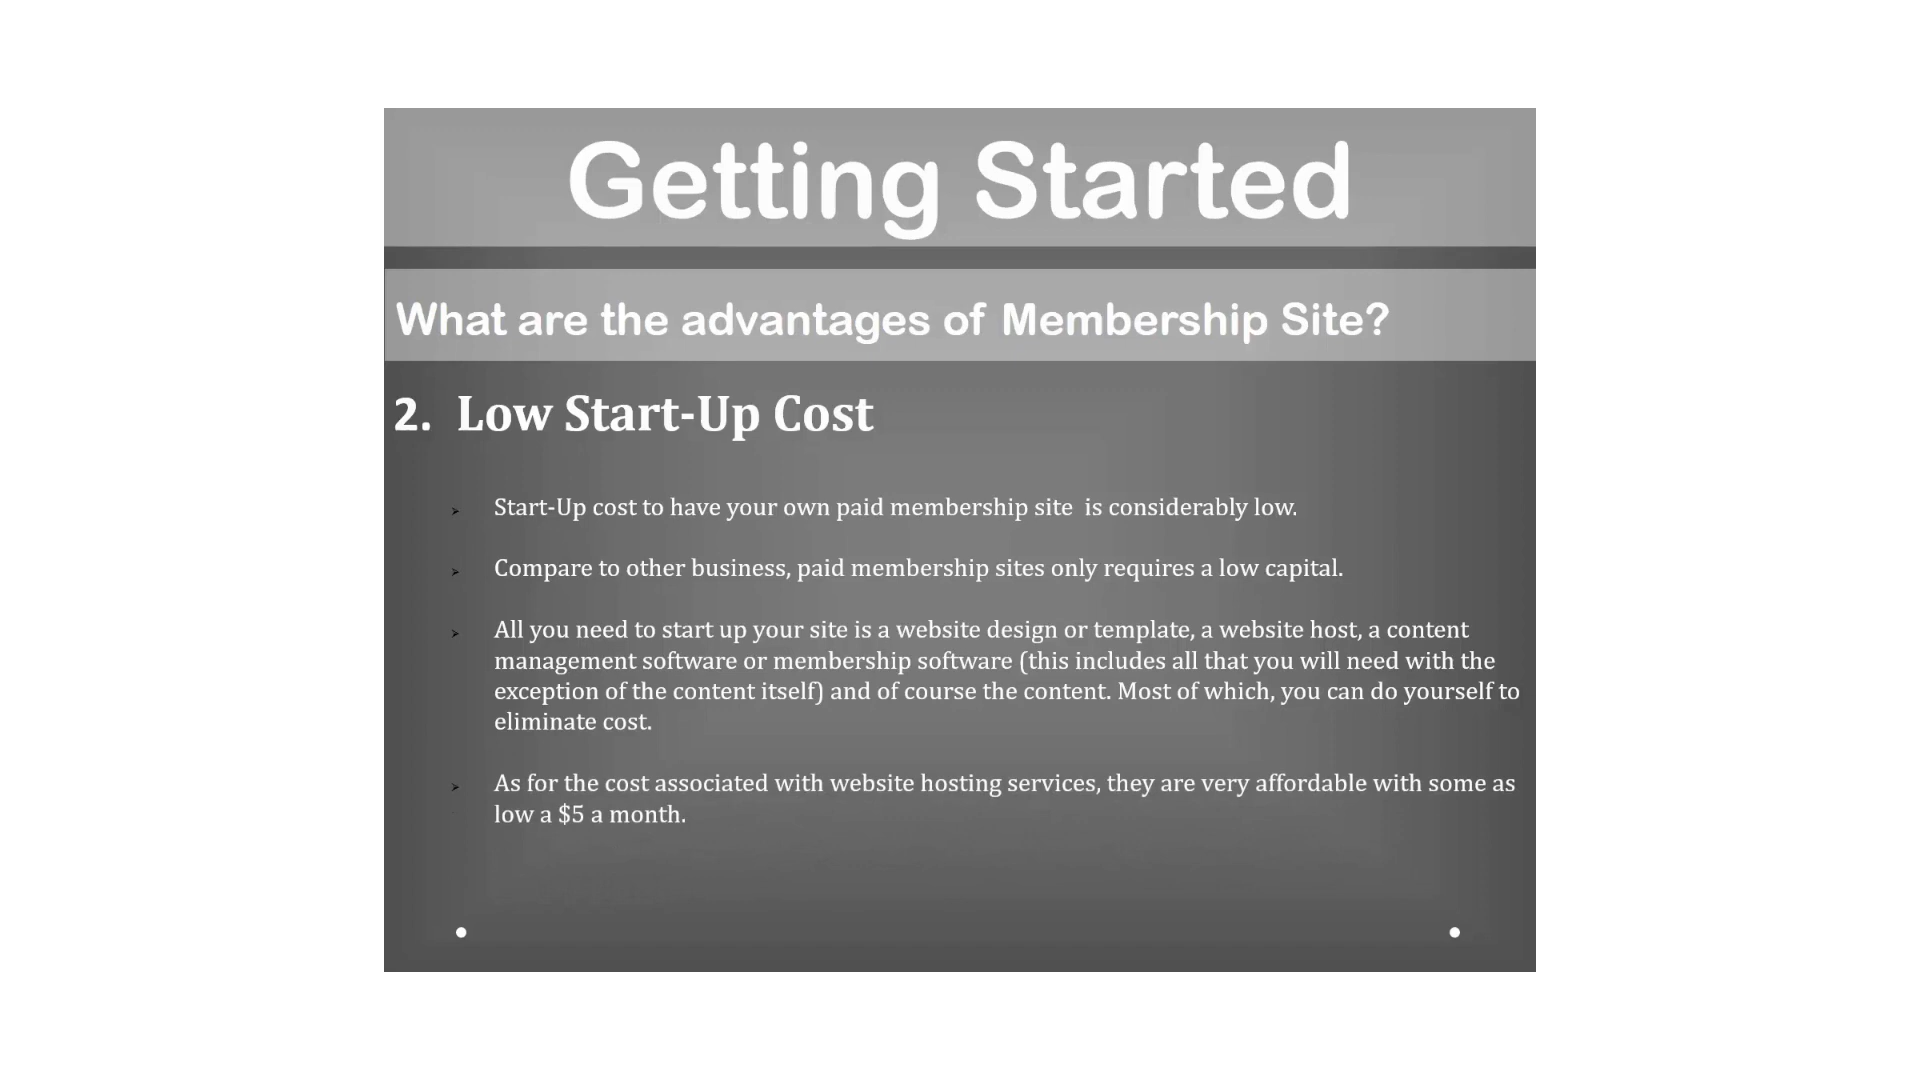 Getting Started
What are the advantages of Membership Site?
2. Low Start-Up Cost
Start-Up cost to have your own paid membership site  is considerably low.
Compare to other business, paid membership sites only requires a low capital.
All you need to start up your site is a website design or template, a website host, a content
management software or membership software (this includes all that you will need with the
exception of the content itself) and of course the content. Most of which, you can do yourself to
eliminate cost.
As for the cost associated with website hosting services, they are very affordable with some as
low a $5 a month.